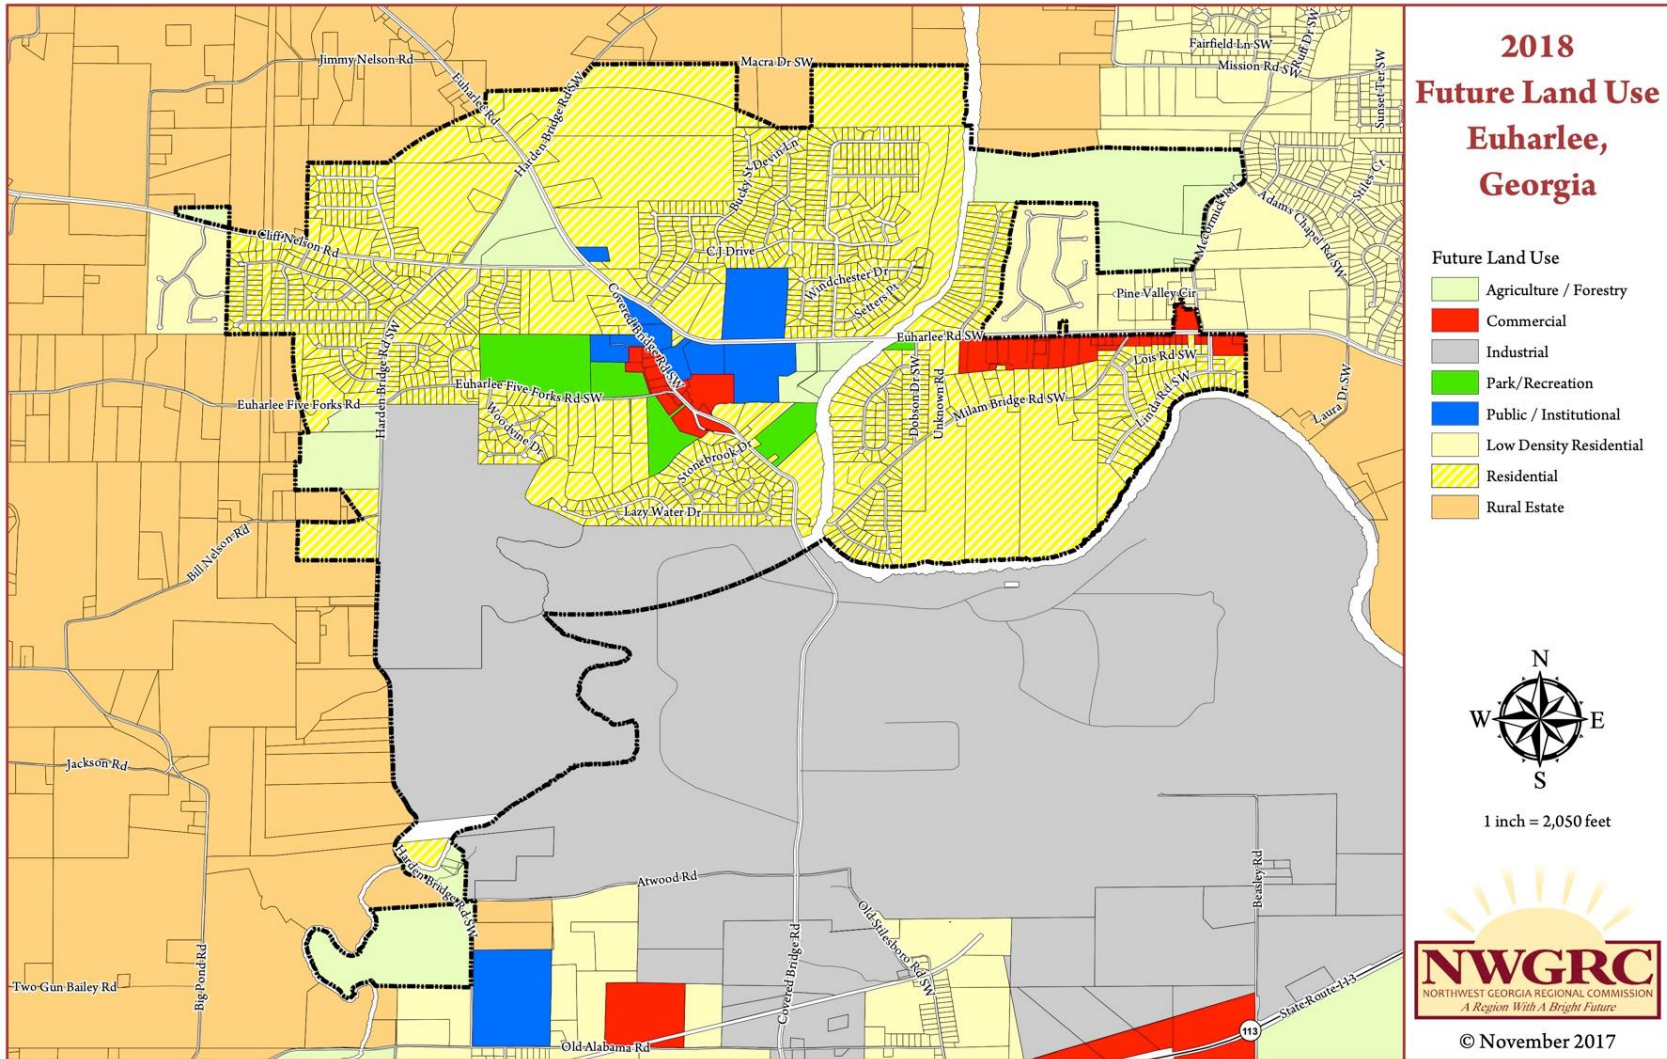 2018
Future Land Use
Euharlee,
Georgia
Future Land Use
Agriculture / Forestry
Commercial
Industrial
Park/Recreation
Public / Institutional
Low Density Residential
Residential
Rural Estate
N
W E
S
1 inch = 2,050 feet
NWGRC
NORTHWEST GEORGIA REGIONAL COMMISSION
A Region With A Bright Future
© November 2017
Jimmy Nelson Rd
Euharlee Rd
Harden Bridge Rd SW
Macra Dr SW
Fairfield Ln SW
Ruff Dr SW
Mission Rd SW
Sunset Ter SW
Bucky St
Devin Ln
Stiles Ct
McCormick Rd
Adams Chapel Rd SW
Cliff Nelson Rd
C J Drive
Windchester Dr
Setters Pt
Pine Valley Cir
Covered Bridge Rd SW
Euharlee Rd SW
Harden Bridge Rd SW
Lois Rd SW
Linda Rd SW
Laura Dr SW
Euharlee Five Forks Rd
Euharlee Five Forks Rd SW
Woodvine Dr
Dobson Dr SW
Unknown Rd
Milam Bridge Rd SW
Stonebrook Dr
Lazy Water Dr
Bill Nelson Rd
Jackson Rd
Harden Bridge Rd SW
Atwood Rd
Beasley Rd
Old Stilesboro Rd SW
Covered Bridge Rd
Big Pond Rd
Two Gun Bailey Rd
Old Alabama Rd
113
State Route 113